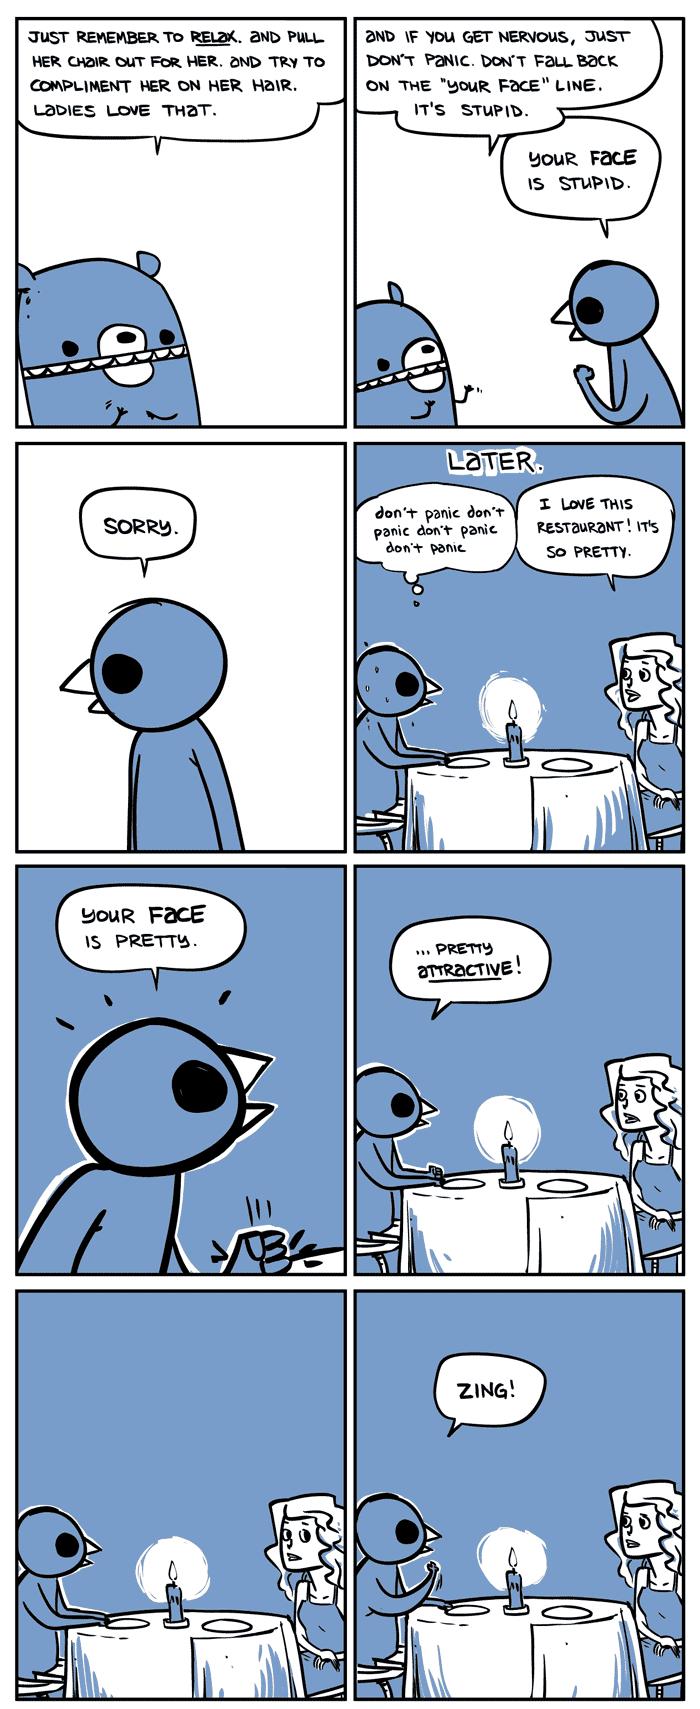 JUST REMEMBER TO RELAX. AND PULL
HER CHAIR OUT FOR HER. AND TRY TO
COMPLIMENT HER ON HER HAIR.
LADIES LOVE THAT.
AND IF YOU GET NERVOUS, JUST
DON'T PANIC. DON'T FALL BACK
ON THE "YOUR FACE" LINE.
IT'S STUPID.
YOUR FACE
IS STUPID.
SORRY.
LATER.
don't panic don't
panic don't panic
don't panic
I LOVE THIS
RESTAURANT! IT'S
SO PRETTY.
YOUR FACE
IS PRETTY.
... PRETTY
ATTRACTIVE!
ZING!